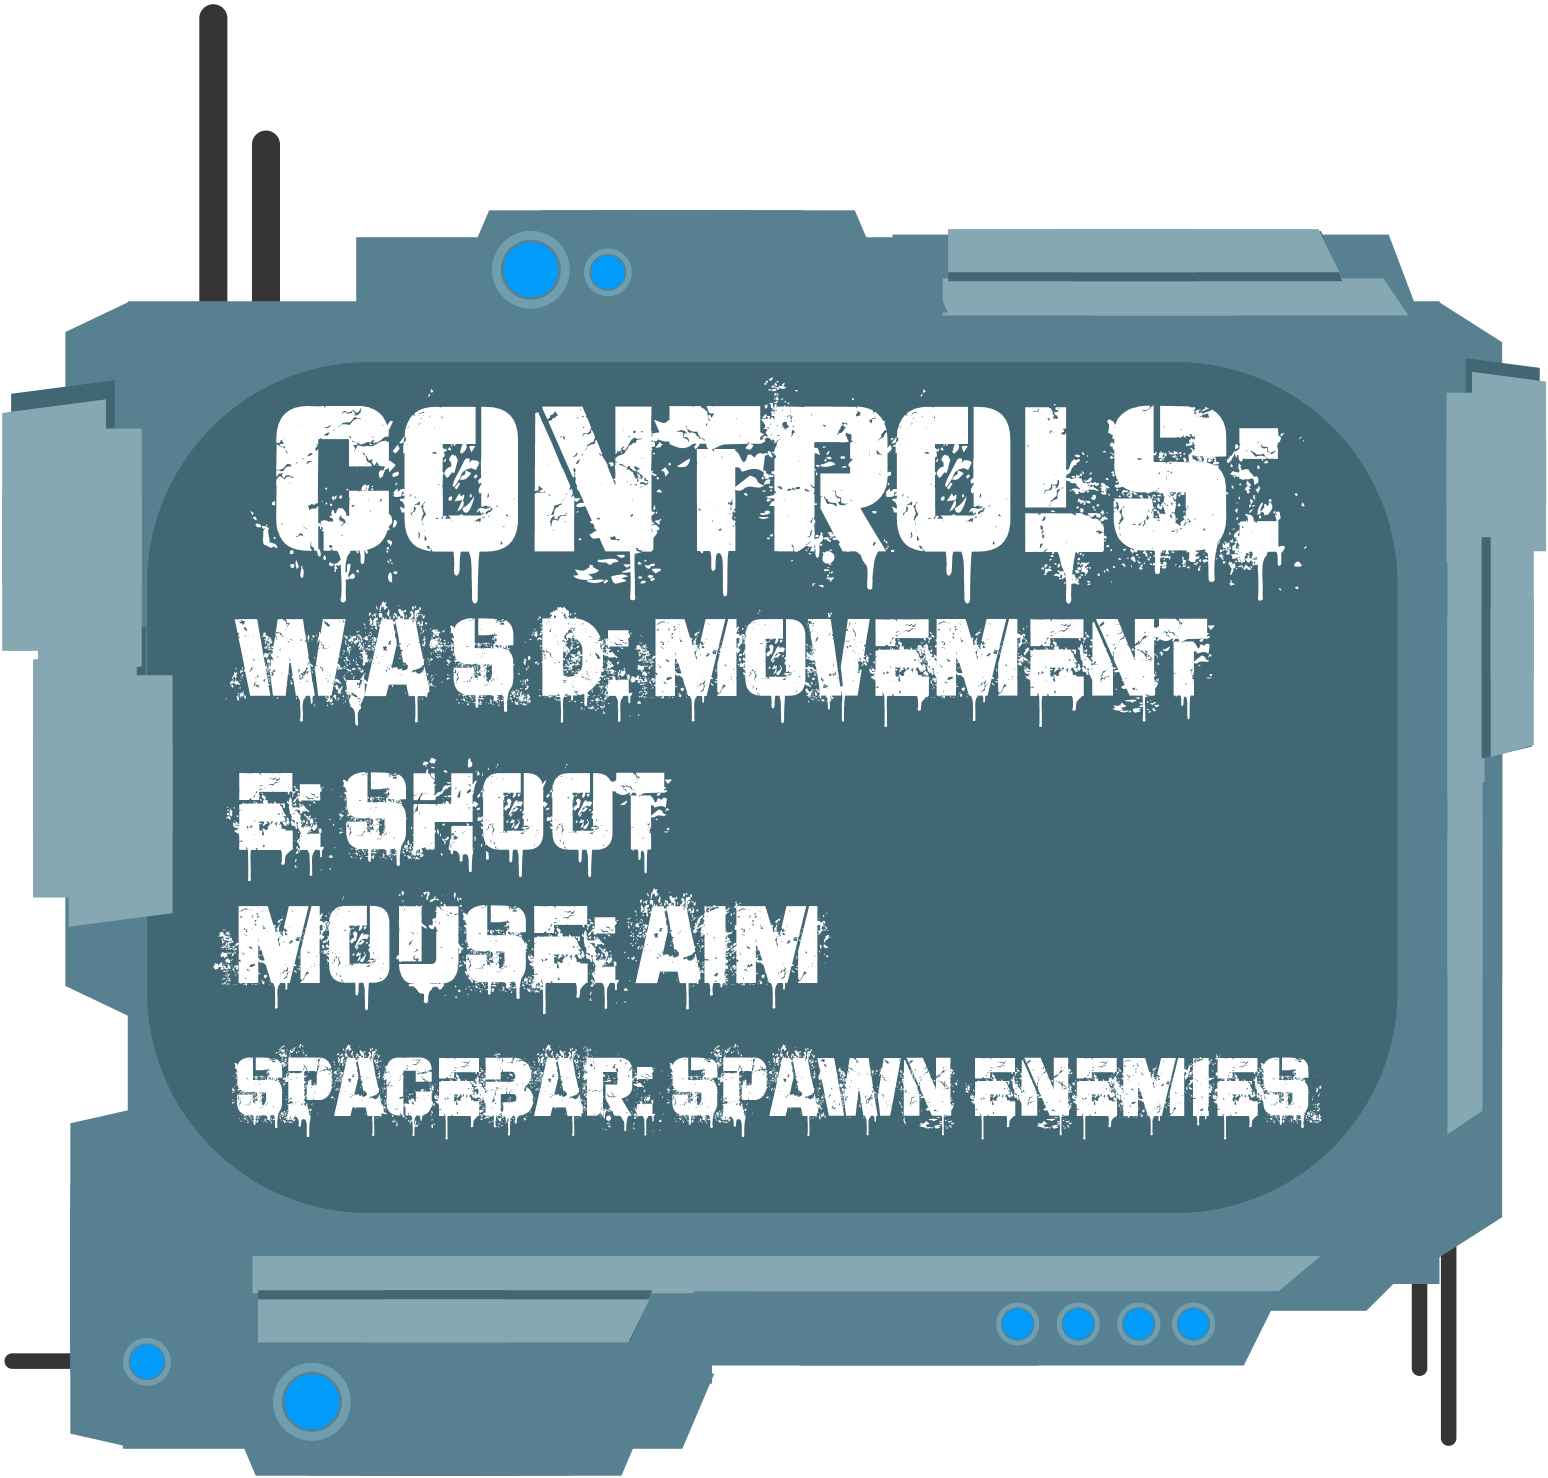 CONTROLS:
W.A S D: MOVEMENT
E: SHOOT
MOUSE: AIM
SPACEBAR: SPAWN ENEMIES